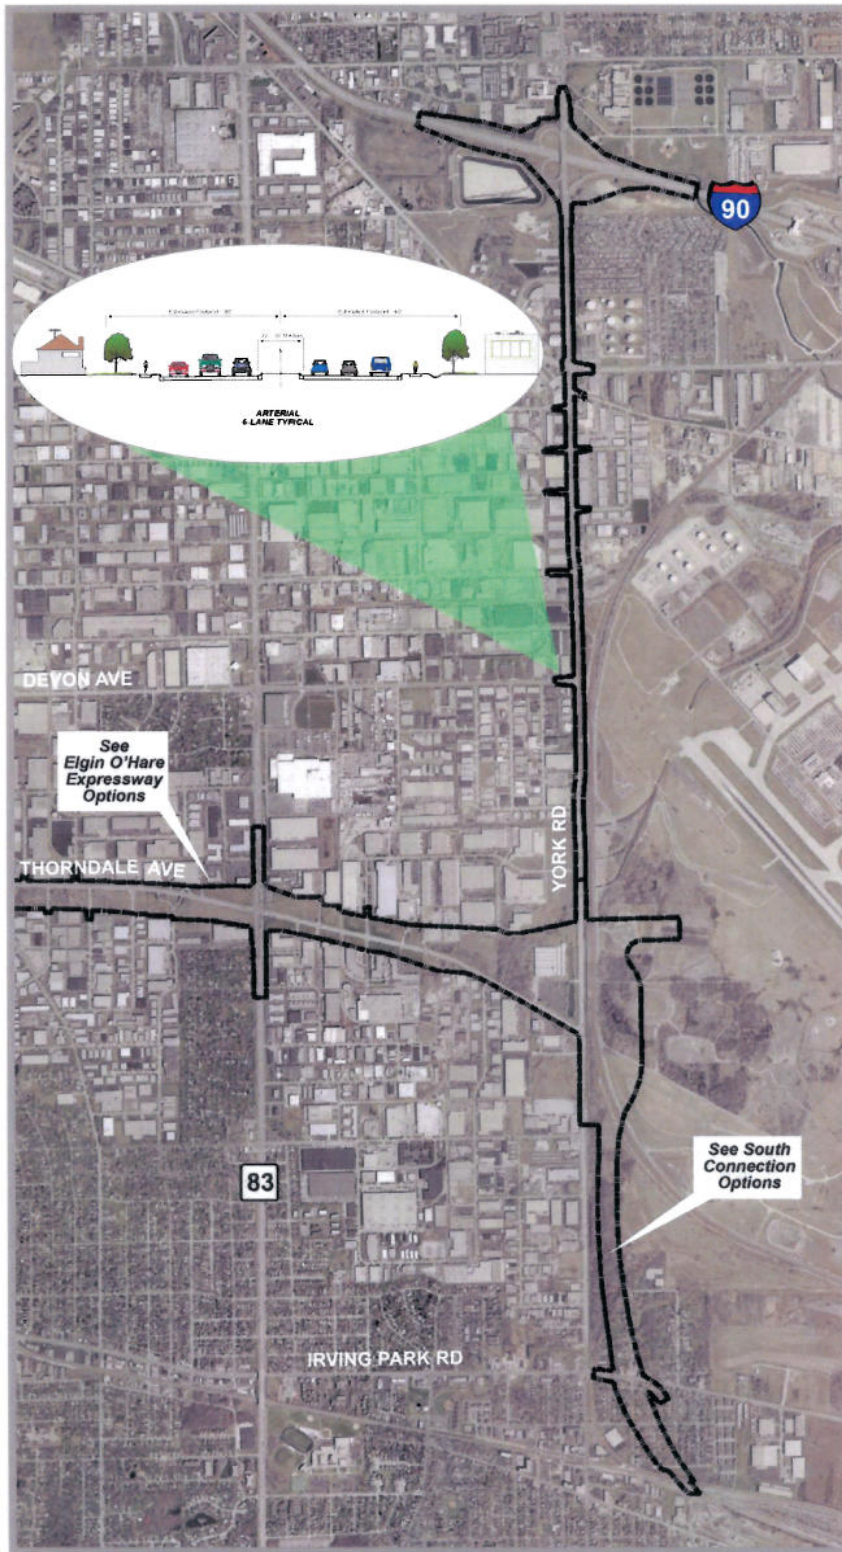 90
ARTERIAL
6-LANE TYPICAL
DEVON AVE
See
Elgin O'Hare
Expressway
Options
THORNDALE AVE
YORK RD
83
See South
Connection
Options
IRVING PARK RD